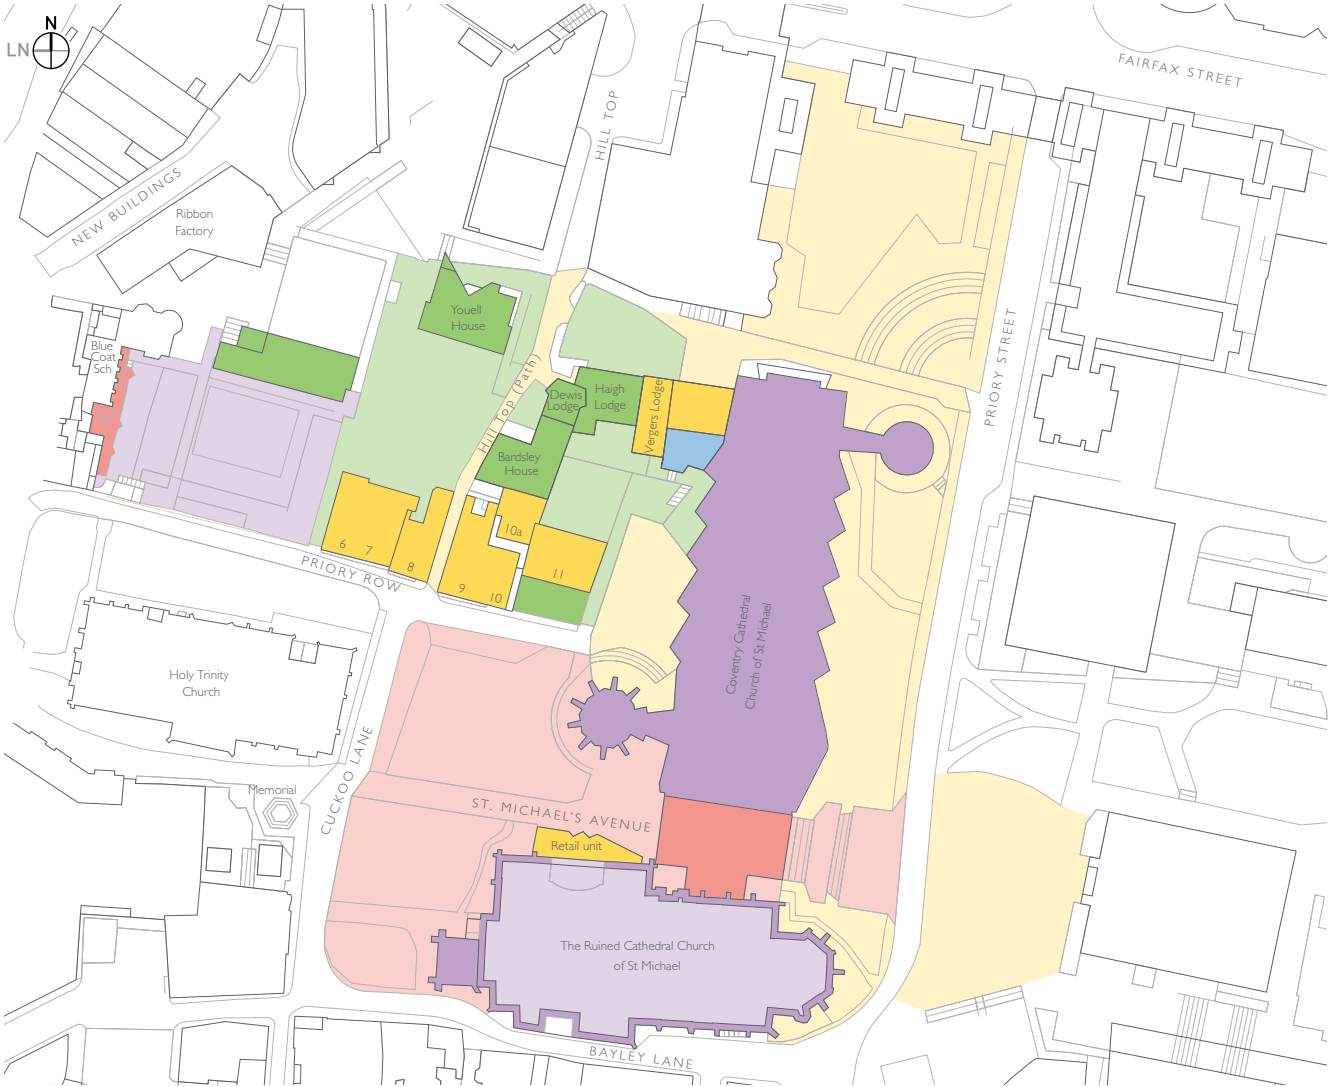 N
LN
FAIRFAX STREET
HILL TOP
NEW BUILDINGS
Ribbon
Factory
Youell
House
PRIORY STREET
Blue
Coat
Sch
Hill Top (Path)
Dewis
Lodge
Haigh
Lodge
Vergers Lodge
Bardsley
House
6
7
8
9
10
10a
11
PRIORY ROW
Coventry Cathedral
Church of St Michael
Holy Trinity
Church
CUCKOO LANE
Memorial
ST. MICHAEL'S AVENUE
Retail unit
The Ruined Cathedral Church
of St Michael
BAYLEY LANE